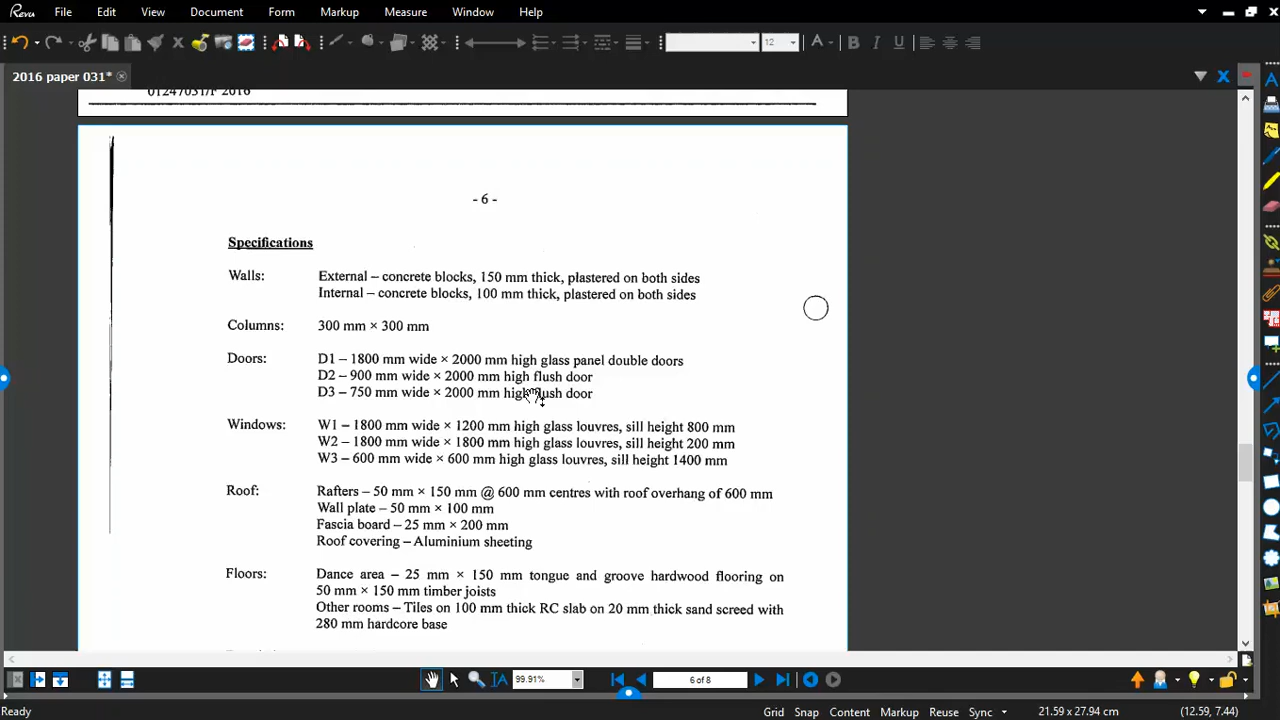 Revu File Edit View Document Form Markup Measure Window Help
12
2016 paper 031*
01247031/F 2016
- 6 -
Specifications
Walls: External – concrete blocks, 150 mm thick, plastered on both sides
Internal – concrete blocks, 100 mm thick, plastered on both sides
Columns: 300 mm × 300 mm
Doors: D1 – 1800 mm wide × 2000 mm high glass panel double doors
D2 – 900 mm wide × 2000 mm high flush door
D3 – 750 mm wide × 2000 mm high flush door
Windows: W1 – 1800 mm wide × 1200 mm high glass louvres, sill height 800 mm
W2 – 1800 mm wide × 1800 mm high glass louvres, sill height 200 mm
W3 – 600 mm wide × 600 mm high glass louvres, sill height 1400 mm
Roof: Rafters – 50 mm × 150 mm @ 600 mm centres with roof overhang of 600 mm
Wall plate – 50 mm × 100 mm
Fascia board – 25 mm × 200 mm
Roof covering – Aluminium sheeting
Floors: Dance area – 25 mm × 150 mm tongue and groove hardwood flooring on
50 mm × 150 mm timber joists
Other rooms – Tiles on 100 mm thick RC slab on 20 mm thick sand screed with
280 mm hardcore base
99.91% 6 of 8
Ready Grid Snap Content Markup Reuse Sync 21.59 x 27.94 cm (12.59, 7.44)